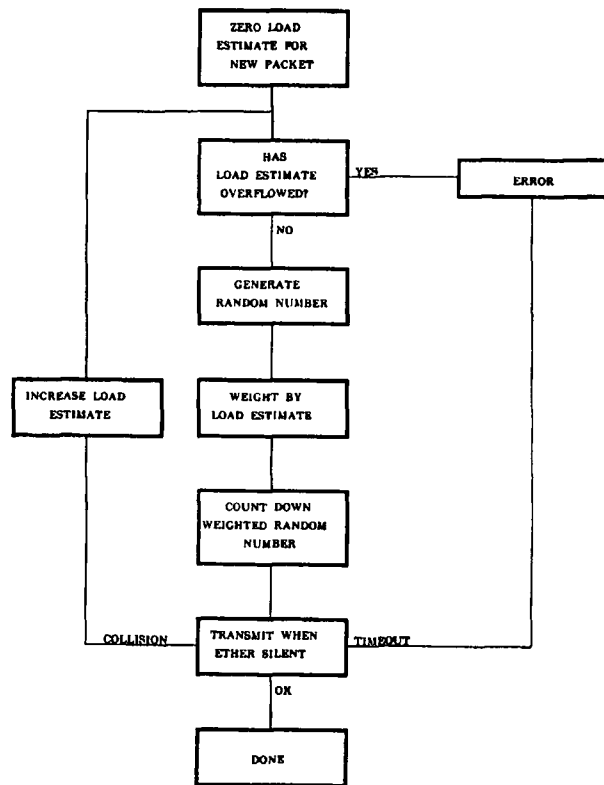 ZERO LOAD
ESTIMATE FOR
NEW PACKET
HAS
LOAD ESTIMATE
OVERFLOWED?
YES
ERROR
NO
GENERATE
RANDOM NUMBER
INCREASE LOAD
ESTIMATE
WEIGHT BY
LOAD ESTIMATE
COUNT DOWN
WEIGHTED RANDOM
NUMBER
COLLISION
TRANSMIT WHEN
ETHER SILENT
TIMEOUT
OK
DONE